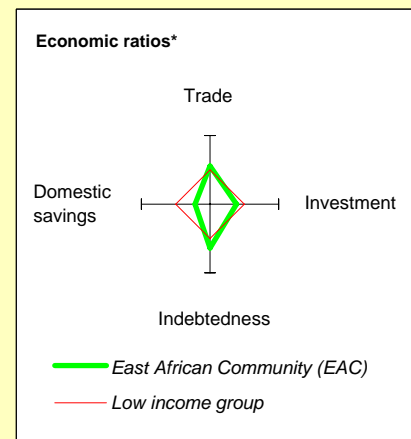 Economic ratios*
Trade
Domestic
savings
Investment
Indebtedness
East African Community (EAC)
Low income group